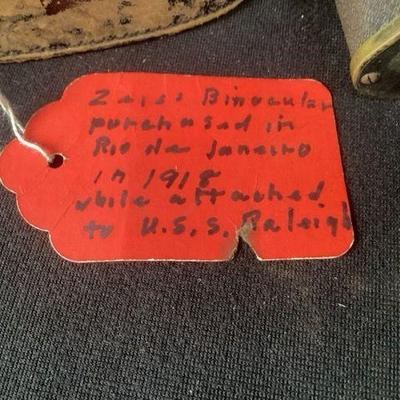 Zeiss Binocular
purchased in
Rio de Janeiro
in 1918
while attached
to U.S.S. Raleigh